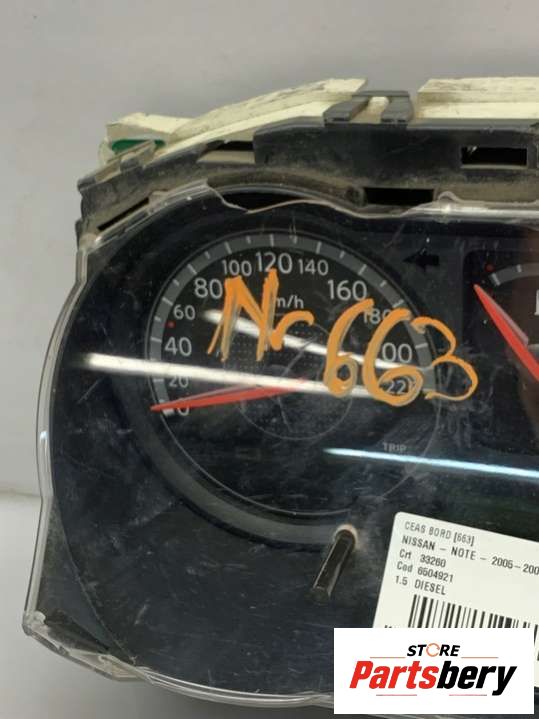 100 120 140
80 160
60 km/h 180
40 200
20 220
0
Nr 663
TRIP
CEAS BORD [663]
NISSAN - NOTE - 2005-200
Crt 33260
Cod 6504921
1.5 DIESEL
STORE
Partsbery